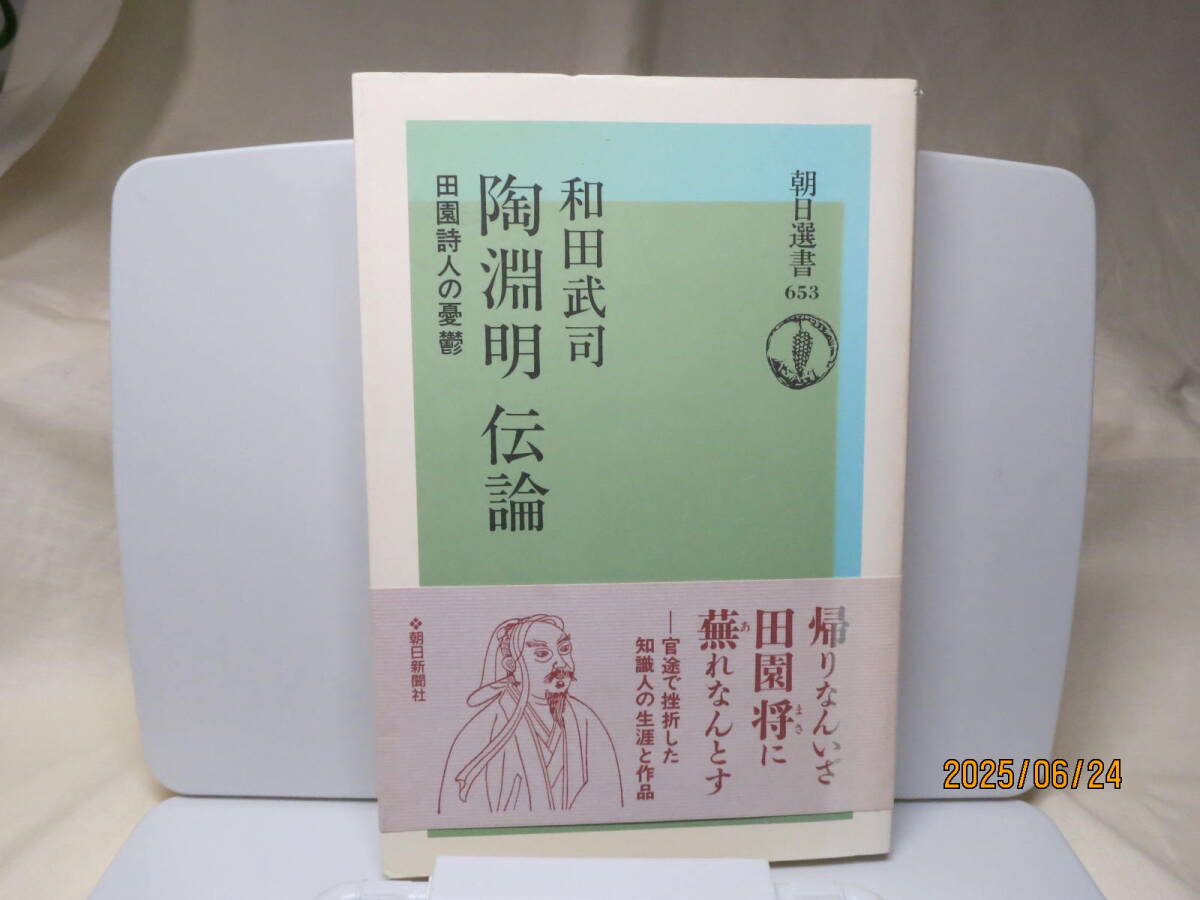 朝日選書
653
和田武司
陶淵明 伝論
田園詩人の憂鬱
帰りなんいざ
田園将に
まさ
蕪れなんとす
あ
―官途で挫折した
知識人の生涯と作品
❖朝日新聞社
2025/06/24